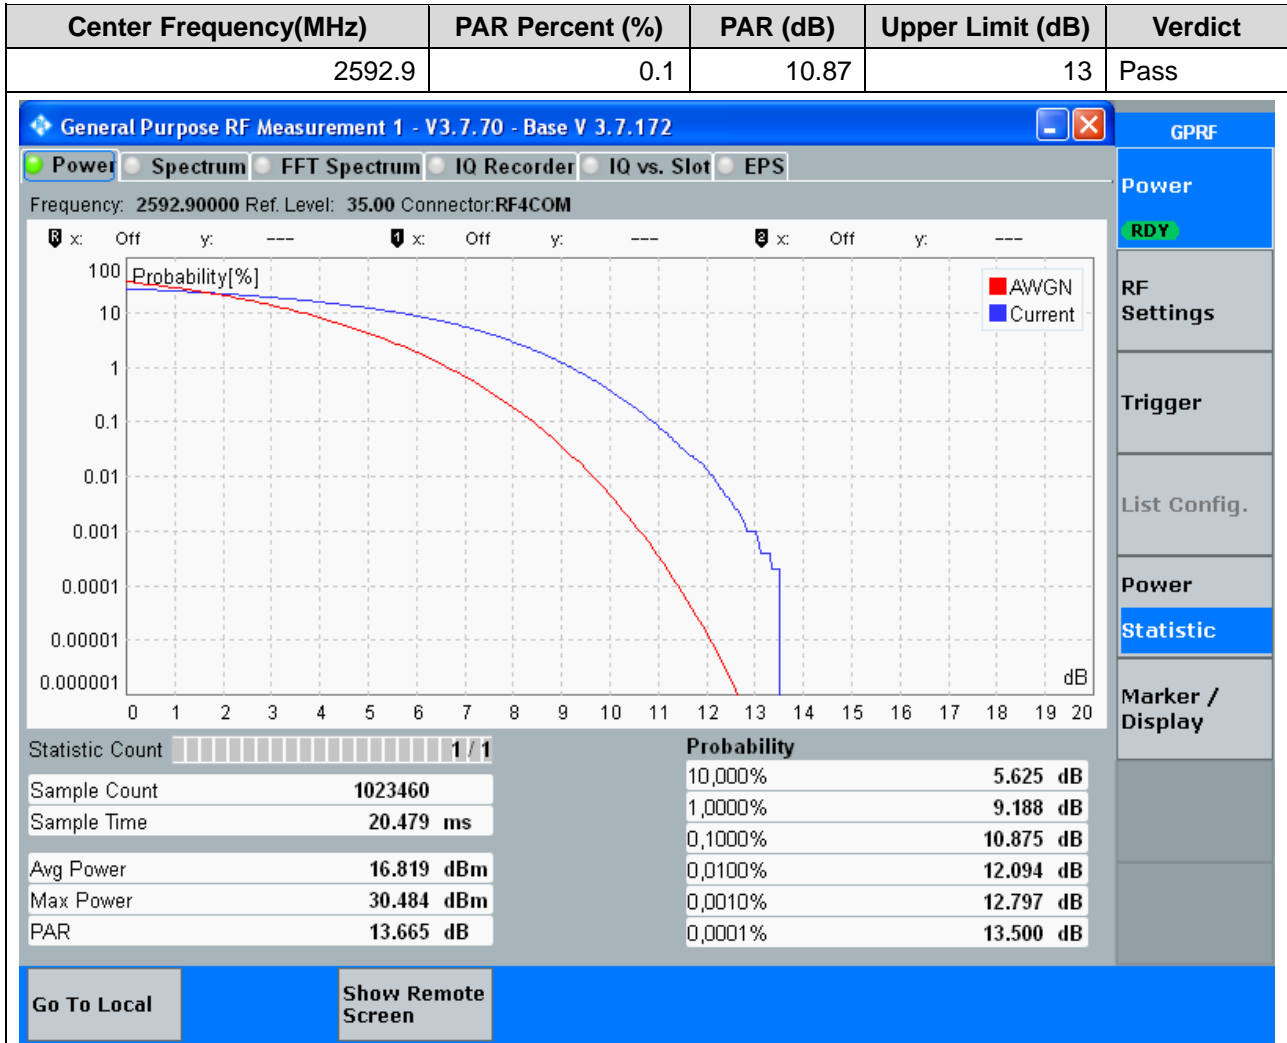 Center Frequency(MHz) PAR Percent (%) PAR (dB) Upper Limit (dB) Verdict
2592.9 0.1 10.87 13 Pass
General Purpose RF Measurement 1 - V3.7.70 - Base V 3.7.172
GPRF
Power Spectrum FFT Spectrum IQ Recorder IQ vs. Slot EPS
Frequency: 2592.90000 Ref. Level: 35.00 Connector:RF4COM
R x: Off y: --- 1 x: Off y: --- 2 x: Off y: ---
Probability[%]
AWGN
Current
100
10
1
0.1
0.01
0.001
0.0001
0.00001
0.000001
dB
0 1 2 3 4 5 6 7 8 9 10 11 12 13 14 15 16 17 18 19 20
Statistic Count 1 / 1
Sample Count 1023460
Sample Time 20.479 ms
Avg Power 16.819 dBm
Max Power 30.484 dBm
PAR 13.665 dB
Probability
10,000% 5.625 dB
1,0000% 9.188 dB
0,1000% 10.875 dB
0,0100% 12.094 dB
0,0010% 12.797 dB
0,0001% 13.500 dB
Power
RDY
RF
Settings
Trigger
List Config.
Power
Statistic
Marker /
Display
Go To Local
Show Remote
Screen